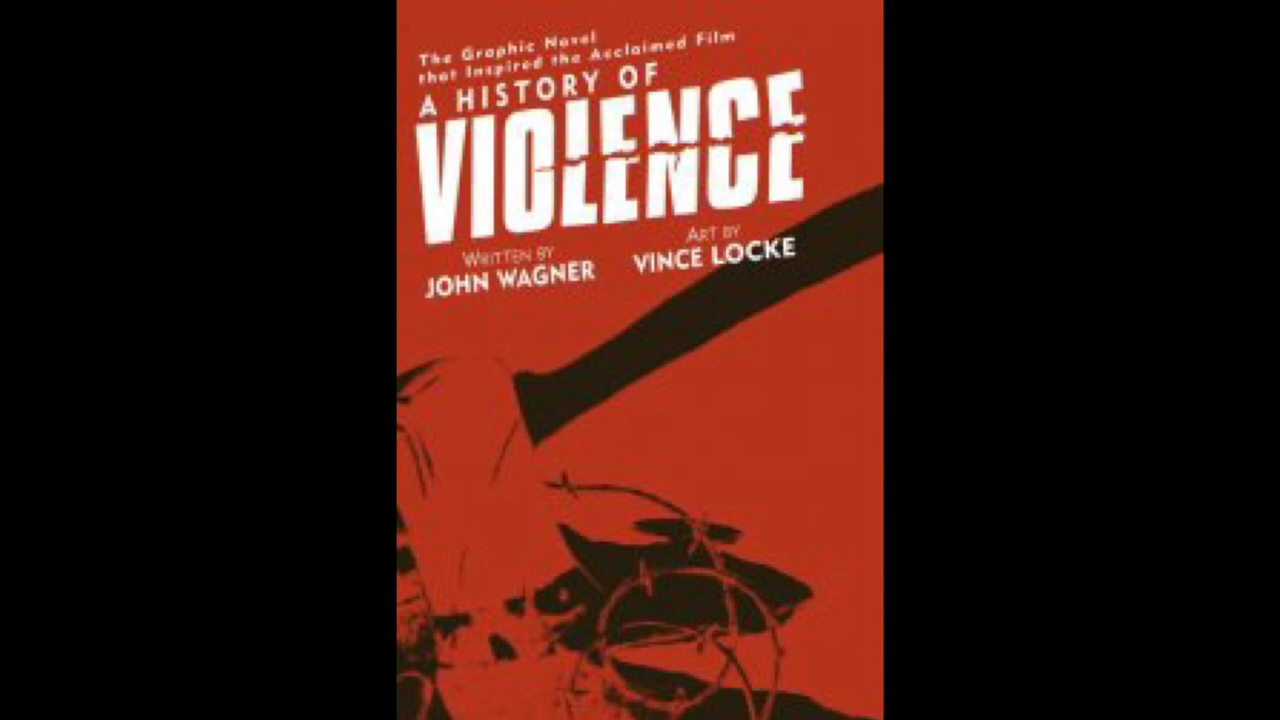 The Graphic Novel
that Inspired the Acclaimed Film
A HISTORY OF
VIOLENCE
WRITTEN BY
JOHN WAGNER
ART BY
VINCE LOCKE